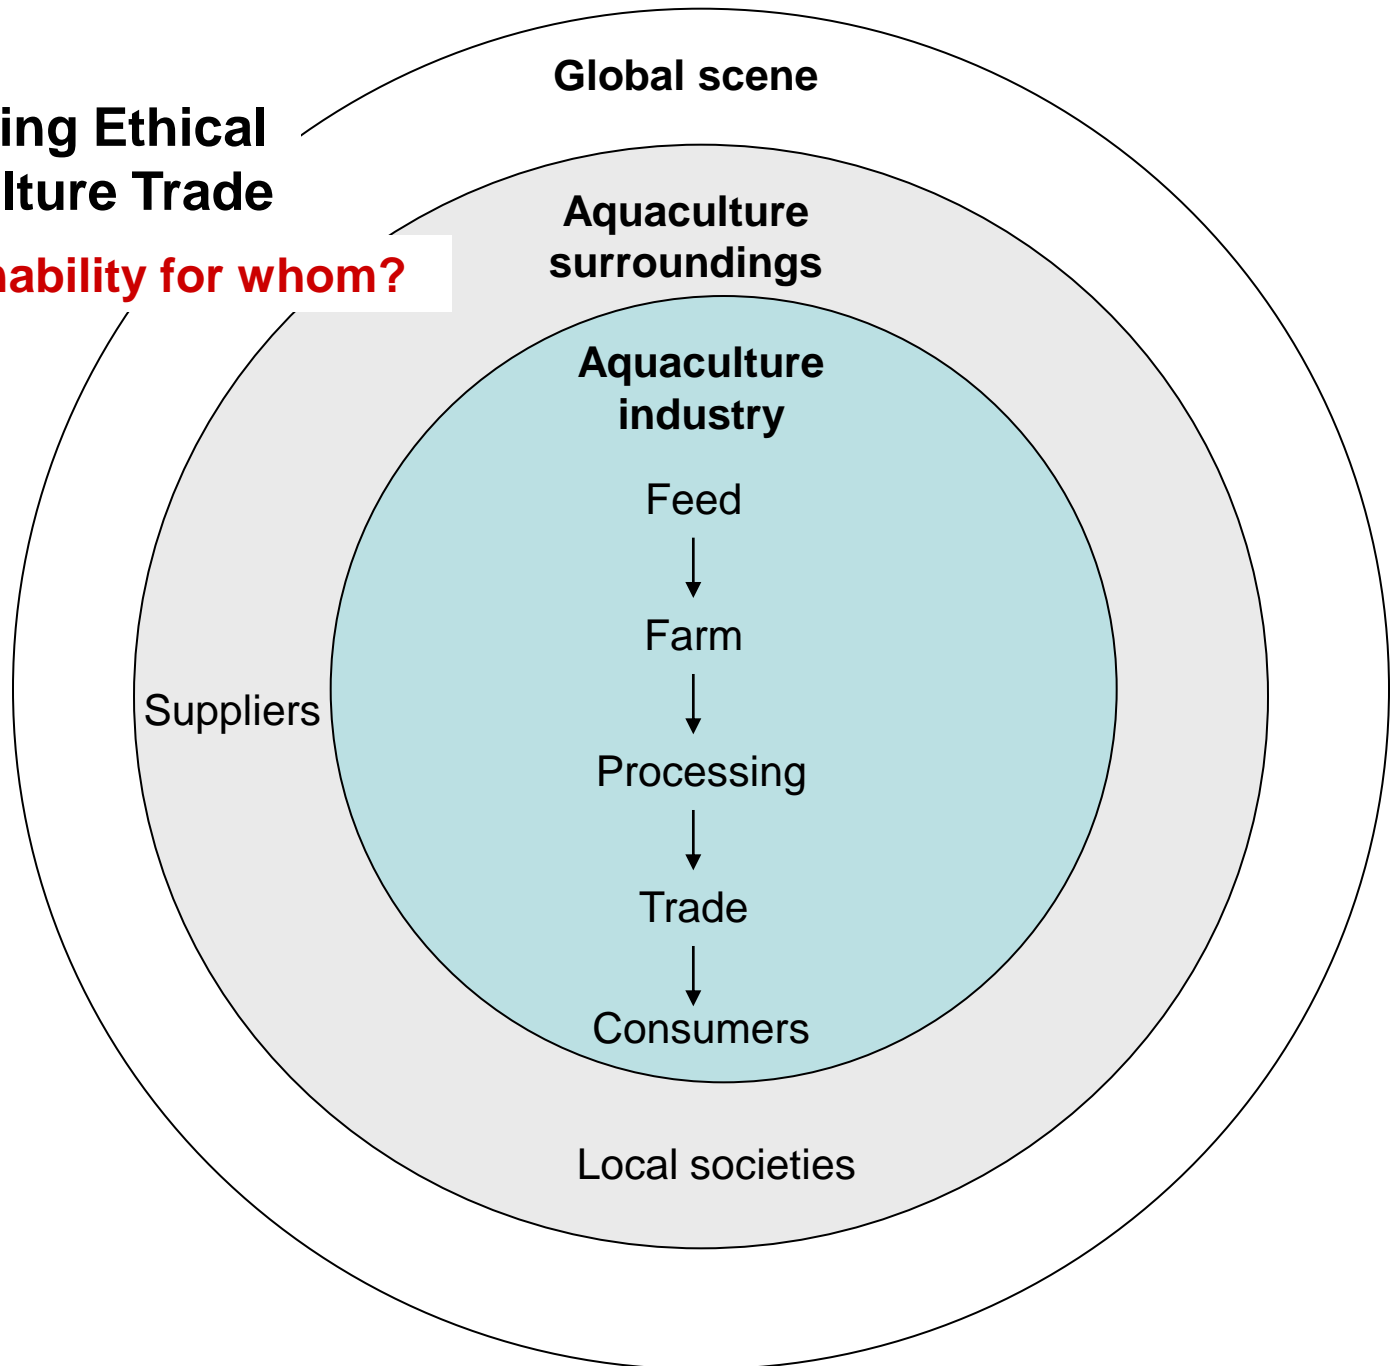 Global scene
ing Ethical
lture Trade
Aquaculture
surroundings
nability for whom?
Aquaculture
industry
Feed
Farm
Suppliers
Processing
Trade
Consumers
Local societies